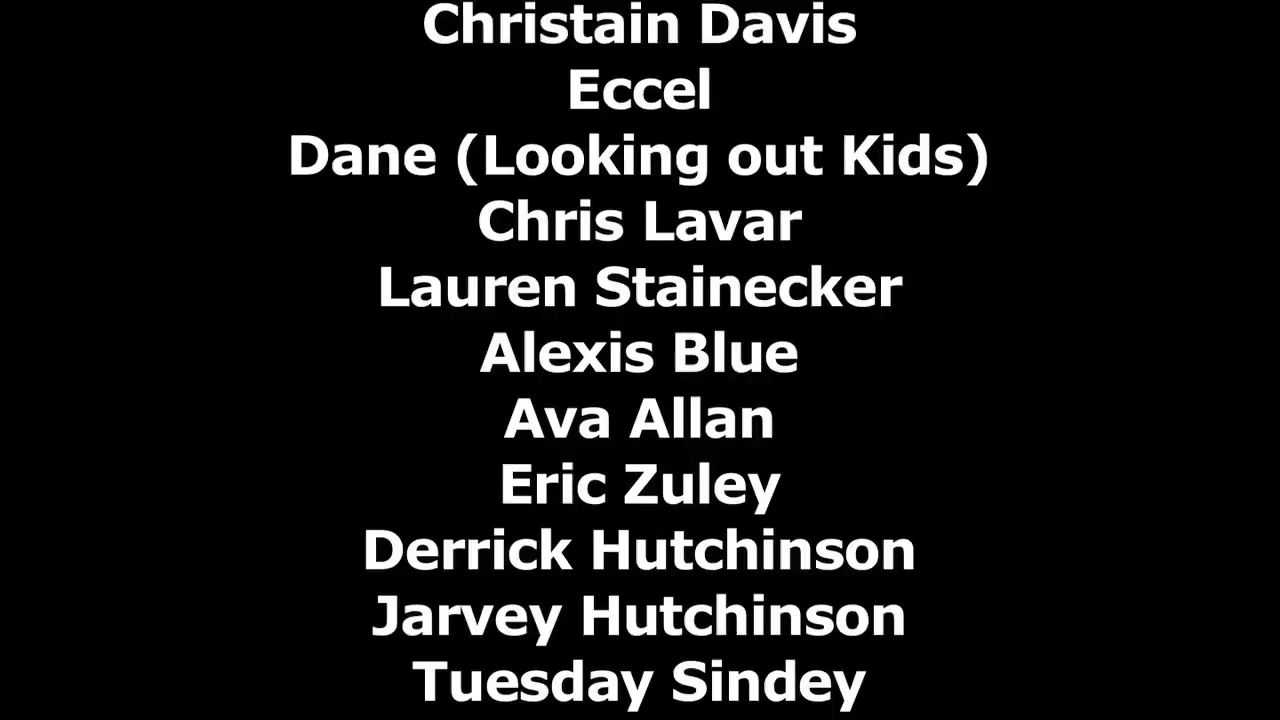 Christain Davis
Eccel
Dane (Looking out Kids)
Chris Lavar
Lauren Stainecker
Alexis Blue
Ava Allan
Eric Zuley
Derrick Hutchinson
Jarvey Hutchinson
Tuesday Sindey